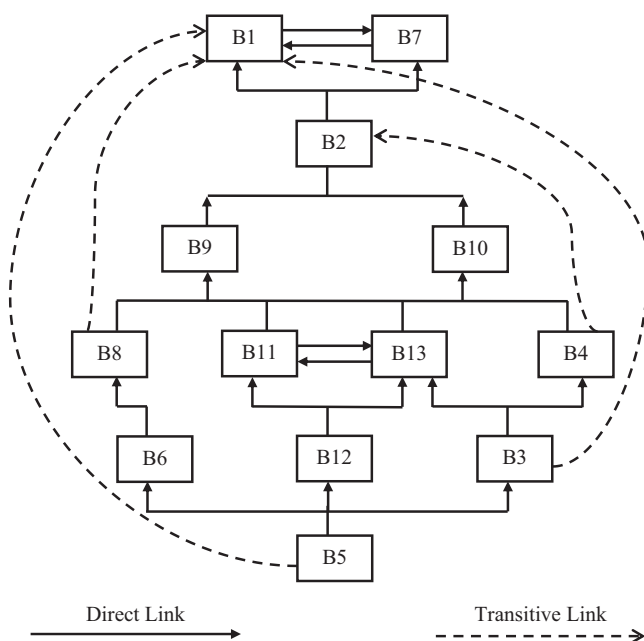 B1
B7
B2
B9
B10
B8
B11
B13
B4
B6
B12
B3
B5
Direct Link
Transitive Link